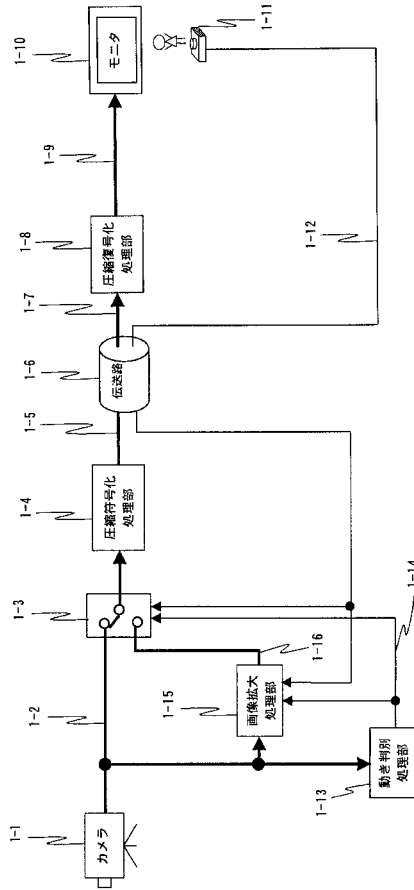 1-1
カメラ
1-2
1-3
1-4
圧縮符号化
処理部
1-5
1-6
伝送路
1-7
1-8
圧縮復号化
処理部
1-9
1-10
モニタ
1-11
1-12
1-13
動き判別
処理部
1-14
1-15
画像拡大
処理部
1-16